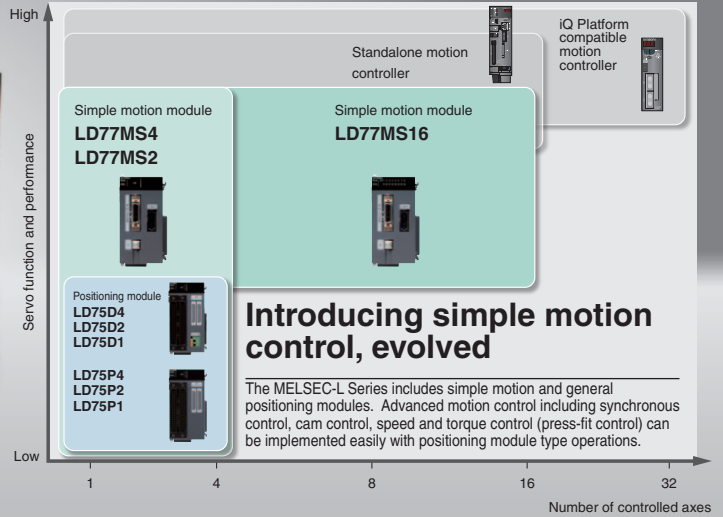 High
iQ Platform
compatible
motion
controller
Standalone motion
controller
Simple motion module
LD77MS4
LD77MS2
Simple motion module
LD77MS16
Servo function and performance
Positioning module
LD75D4
LD75D2
LD75D1
LD75P4
LD75P2
LD75P1
Introducing simple motion
control, evolved
The MELSEC-L Series includes simple motion and general
positioning modules. Advanced motion control including synchronous
control, cam control, speed and torque control (press-fit control) can
be implemented easily with positioning module type operations.
Low
1 4 8 16 32
Number of controlled axes